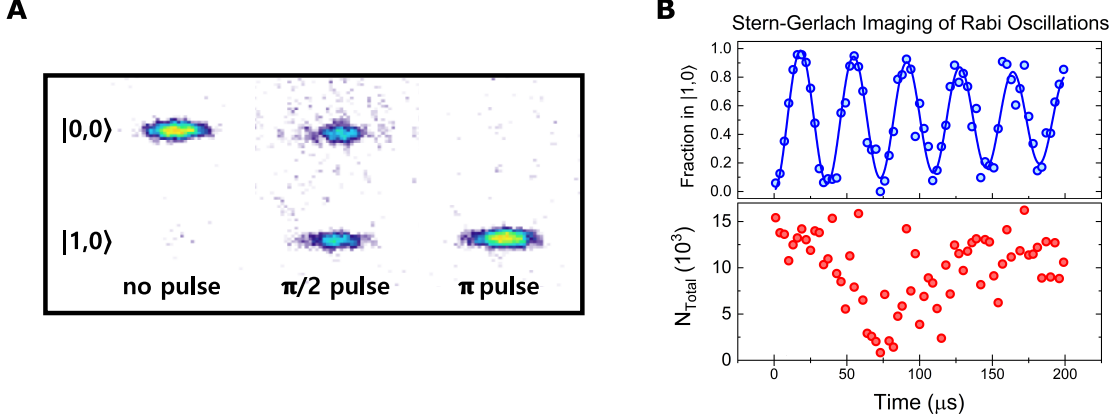 A
|0,0⟩
|1,0⟩
no pulse
π/2 pulse
π pulse
B
Stern-Gerlach Imaging of Rabi Oscillations
Fraction in |1,0⟩
1.0
0.8
0.6
0.4
0.2
0.0
N_Total (10³)
15
10
5
0
0 50 100 150 200
Time (μs)